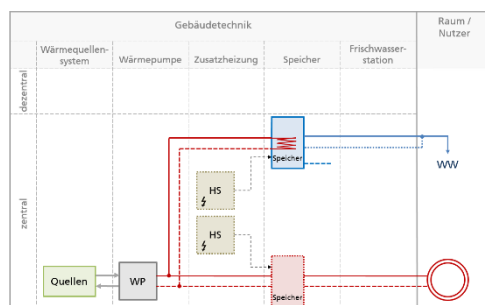 Gebäudetechnik
Raum /
Nutzer
Wärmequellen-
system
Wärmepumpe
Zusatzheizung
Speicher
Frischwasser-
station
dezentral
zentral
Speicher
WW
HS
HS
Quellen
WP
Speicher